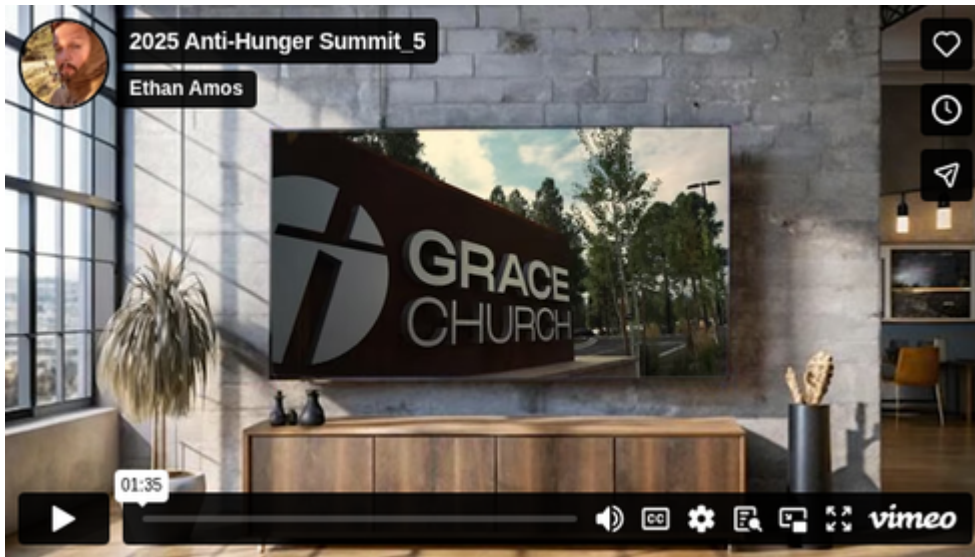 2025 Anti-Hunger Summit_5
Ethan Amos
GRACE
CHURCH
01:35
CC
vimeo